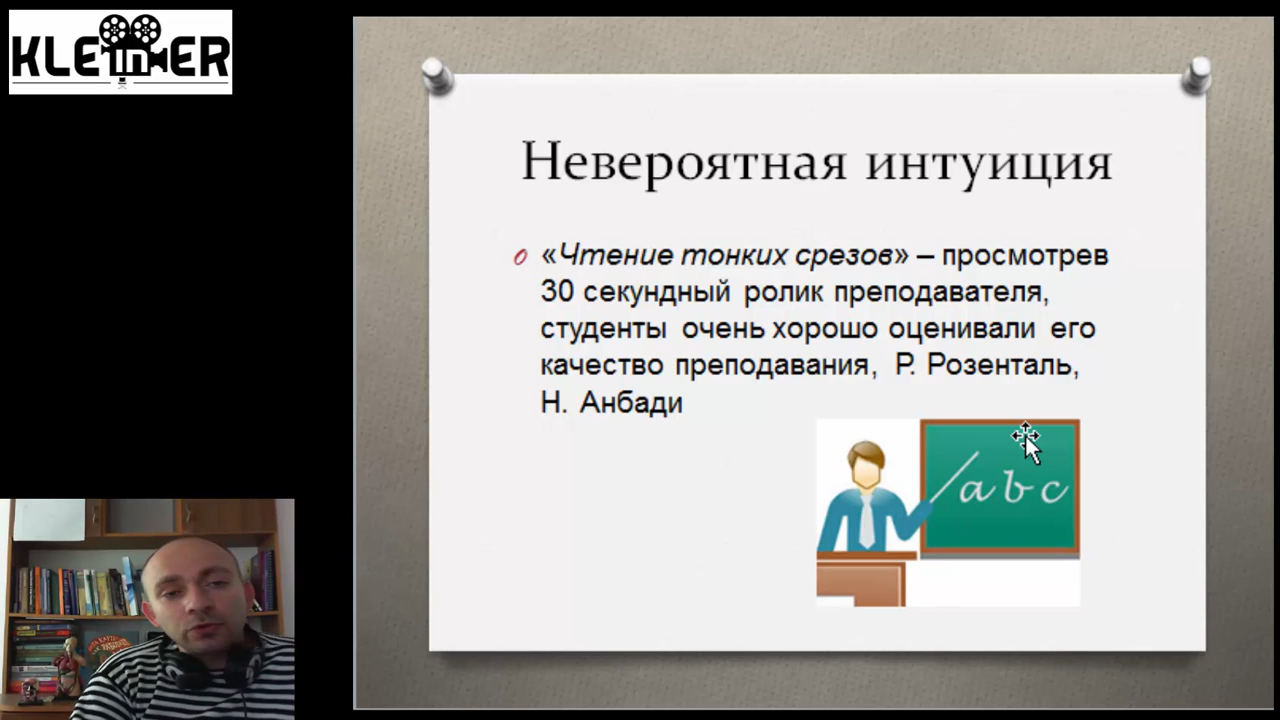 KLEINER
Невероятная интуиция
«Чтение тонких срезов» – просмотрев
30 секундный ролик преподавателя,
студенты очень хорошо оценивали его
качество преподавания, Р. Розенталь,
Н. Анбади
abc